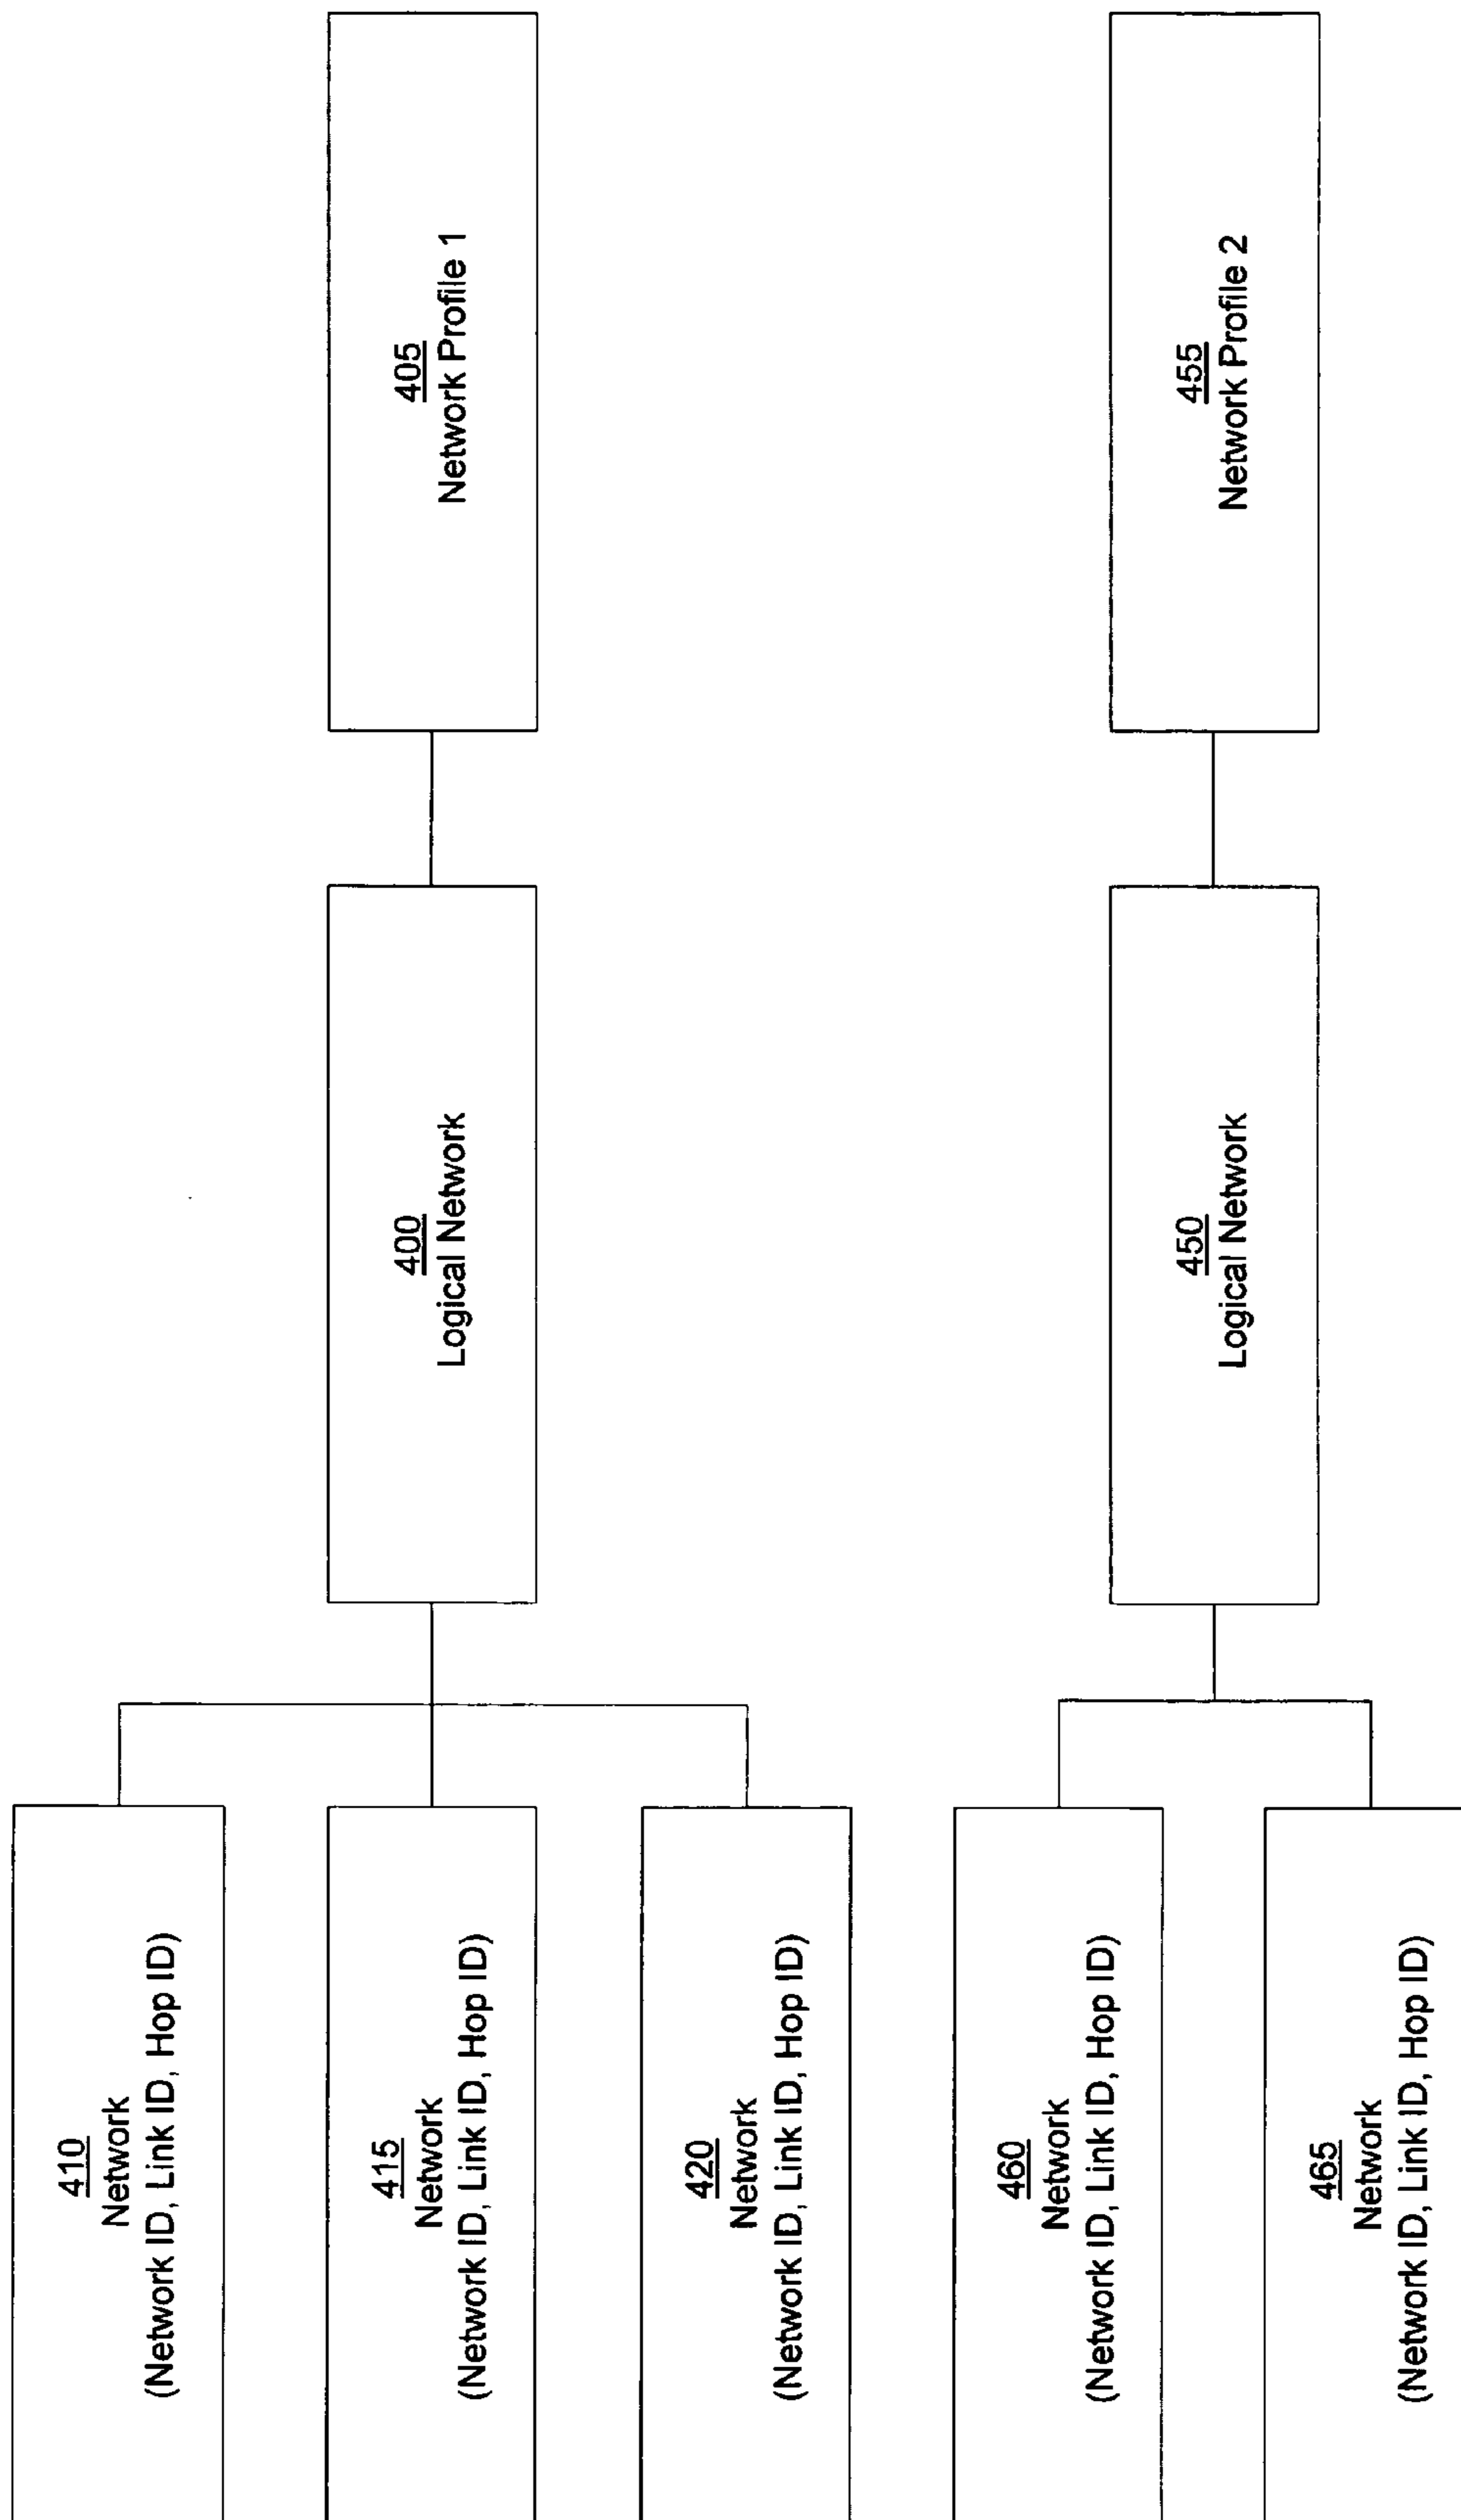 410
Network
(Network ID, Link ID, Hop ID)
415
Network
(Network ID, Link ID, Hop ID)
420
Network
(Network ID, Link ID, Hop ID)
460
Network
(Network ID, Link ID, Hop ID)
465
Network
(Network ID, Link ID, Hop ID)
400
Logical Network
450
Logical Network
405
Network Profile 1
455
Network Profile 2